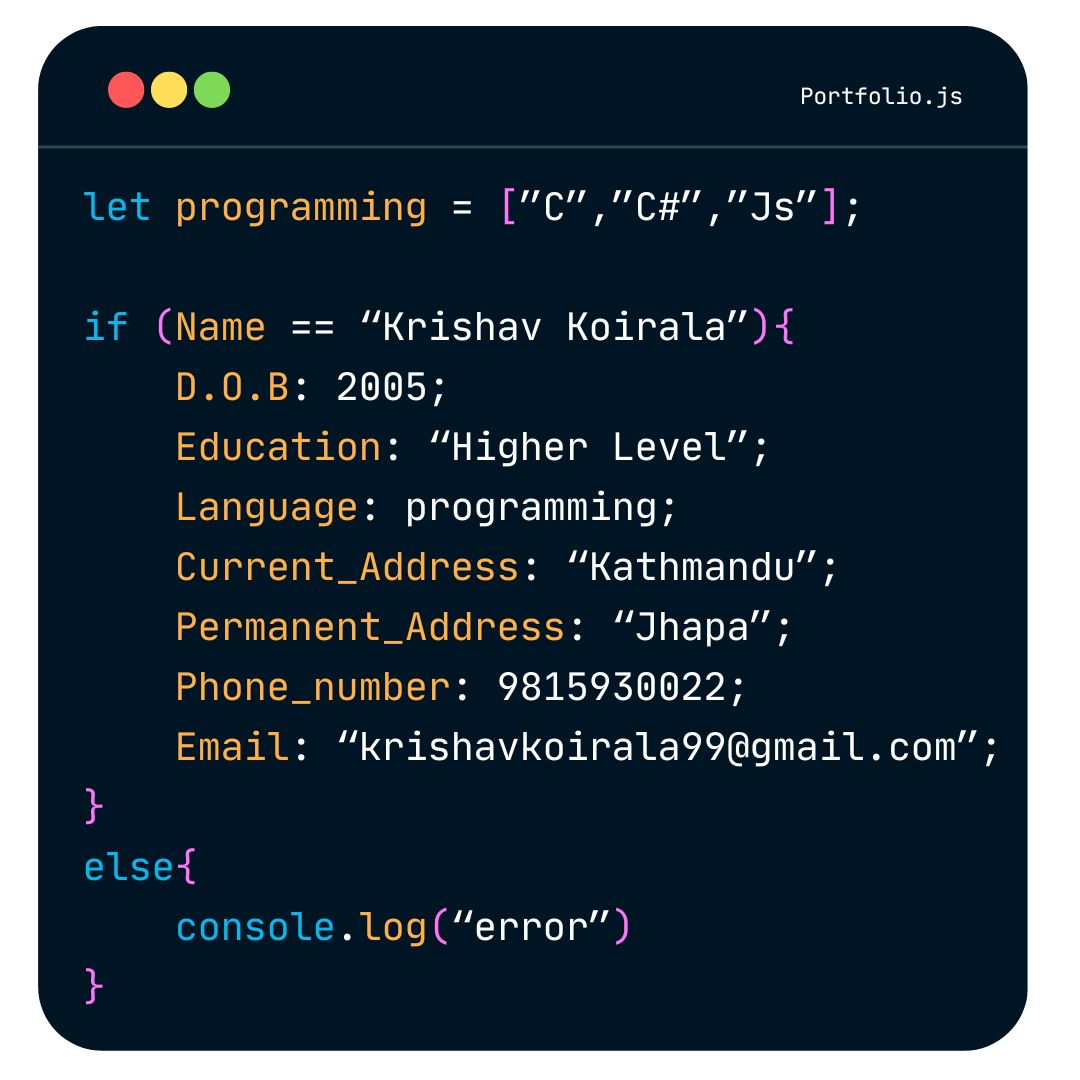 Portfolio.js
let programming = [”C”,”C#”,”Js”];
if (Name == “Krishav Koirala”){
D.O.B: 2005;
Education: “Higher Level”;
Language: programming;
Current_Address: “Kathmandu”;
Permanent_Address: “Jhapa”;
Phone_number: 9815930022;
Email: “krishavkoirala99@gmail.com”;
}
else{
console.log(“error”)
}